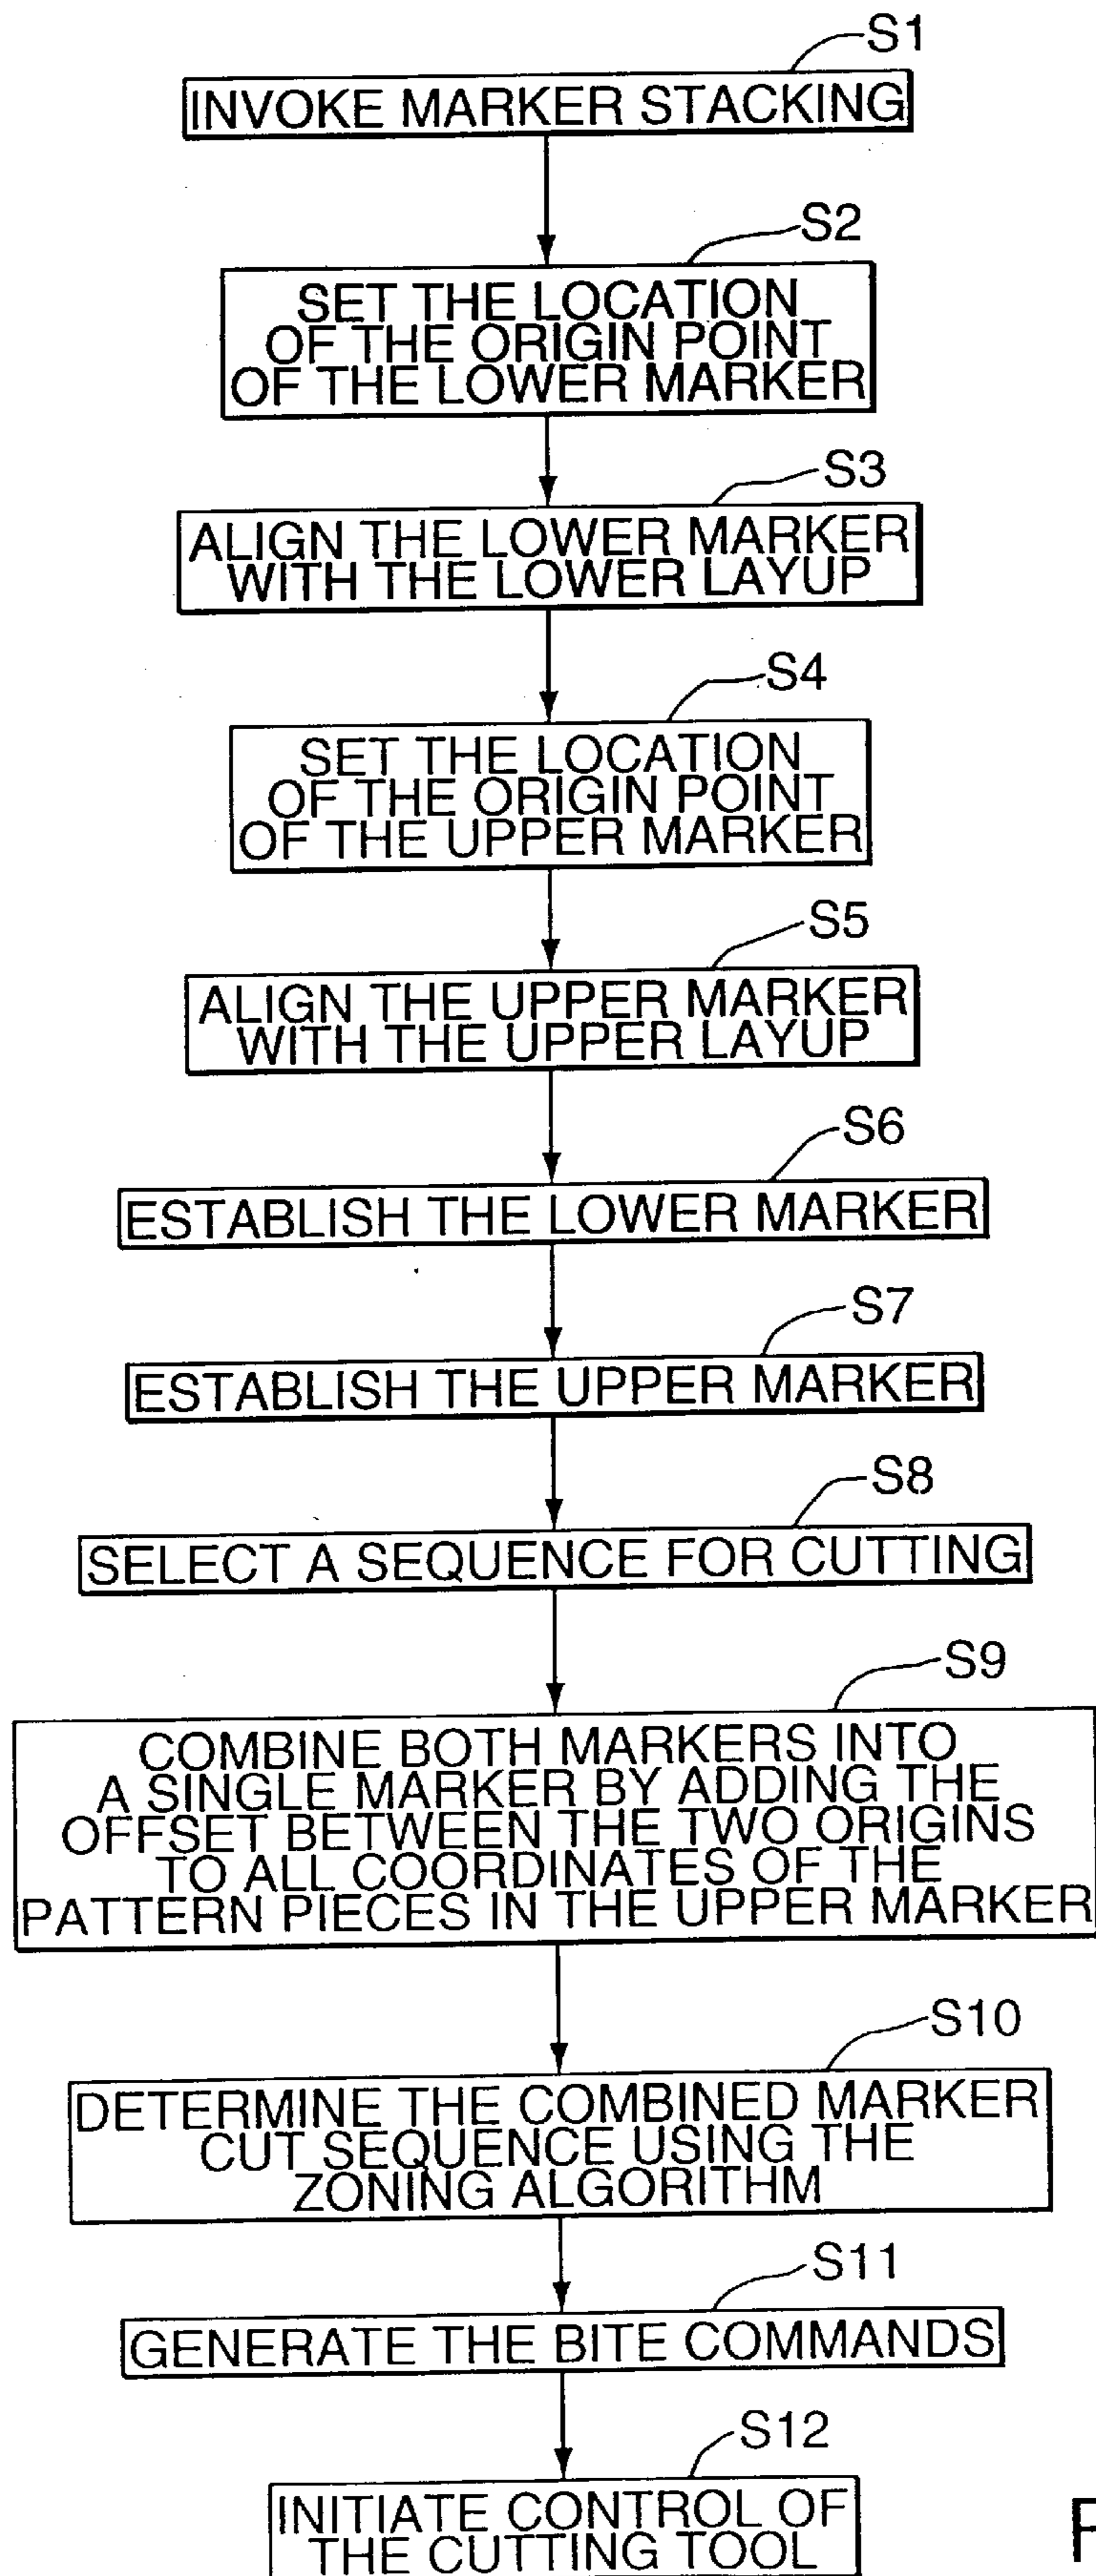 S1
INVOKE MARKER STACKING
S2
SET THE LOCATION
OF THE ORIGIN POINT
OF THE LOWER MARKER
S3
ALIGN THE LOWER MARKER
WITH THE LOWER LAYUP
S4
SET THE LOCATION
OF THE ORIGIN POINT
OF THE UPPER MARKER
S5
ALIGN THE UPPER MARKER
WITH THE UPPER LAYUP
S6
ESTABLISH THE LOWER MARKER
S7
ESTABLISH THE UPPER MARKER
S8
SELECT A SEQUENCE FOR CUTTING
S9
COMBINE BOTH MARKERS INTO
A SINGLE MARKER BY ADDING THE
OFFSET BETWEEN THE TWO ORIGINS
TO ALL COORDINATES OF THE
PATTERN PIECES IN THE UPPER MARKER
S10
DETERMINE THE COMBINED MARKER
CUT SEQUENCE USING THE
ZONING ALGORITHM
S11
GENERATE THE BITE COMMANDS
S12
INITIATE CONTROL OF
THE CUTTING TOOL